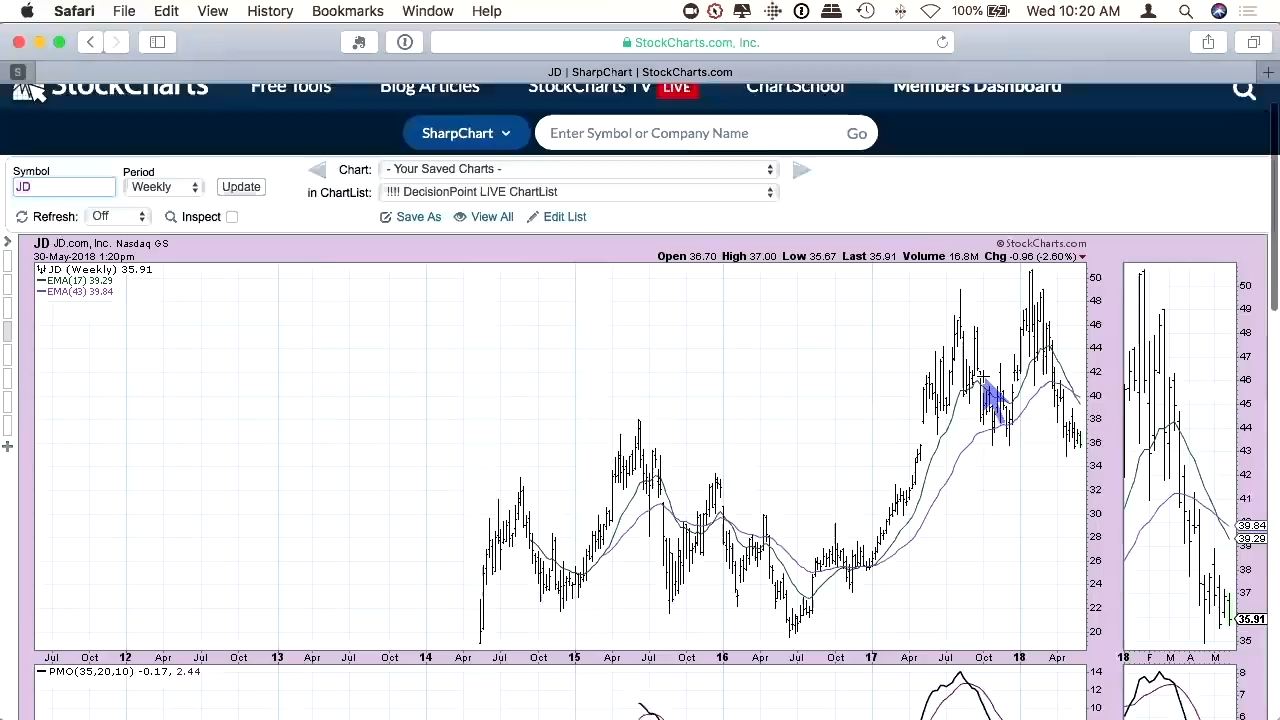 Safari File Edit View History Bookmarks Window Help 100% Wed 10:20 AM
StockCharts.com, Inc.
S JD | SharpChart | StockCharts.com
StockCharts Free Tools Blog Articles StockCharts TV LIVE ChartSchool Members Dashboard
SharpChart Enter Symbol or Company Name Go
Symbol Period Chart: - Your Saved Charts -
JD Weekly Update in ChartList: !!!! DecisionPoint LIVE ChartList
Refresh: Off Inspect Save As View All Edit List
JD JD.com, Inc. Nasdaq GS © StockCharts.com
30-May-2018 1:20pm Open 36.70 High 37.00 Low 35.67 Last 35.91 Volume 16.8M Chg -0.96 (-2.60%)
JD (Weekly) 35.91
EMA(17) 39.29
EMA(43) 39.84
50
48
46
44
42
40
38
36
34
32
30
28
26
24
22
20
50
49
48
47
46
45
44
43
42
41
39.84
39.29
39
38
37
35.91
35
Jul Oct 12 Apr Jul Oct 13 Apr Jul Oct 14 Apr Jul Oct 15 Apr Jul Oct 16 Apr Jul Oct 17 Apr Jul Oct 18 Apr
18 F M A M
PMO(35,20,10) -0.17, 2.44
14
12
10
8
7
6